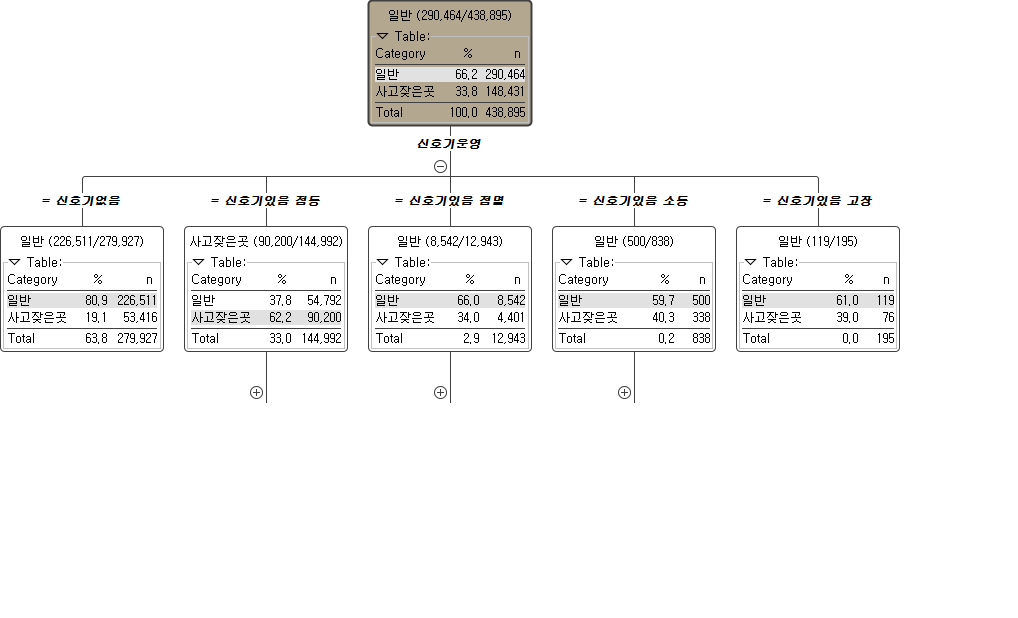 일반 (290,464/438,895)
Table:
Category % n
일반 66,2 290,464
사고잦은곳 33,8 148,431
Total 100,0 438,895
신호기운영
= 신호기없음
= 신호기있음 점등
= 신호기있음 점멸
= 신호기있음 소등
= 신호기있음 고장
일반 (226,511/279,927)
Table:
Category % n
일반 80,9 226,511
사고잦은곳 19,1 53,416
Total 63,8 279,927
사고잦은곳 (90,200/144,992)
Table:
Category % n
일반 37,8 54,792
사고잦은곳 62,2 90,200
Total 33,0 144,992
일반 (8,542/12,943)
Table:
Category % n
일반 66,0 8,542
사고잦은곳 34,0 4,401
Total 2,9 12,943
일반 (500/838)
Table:
Category % n
일반 59,7 500
사고잦은곳 40,3 338
Total 0,2 838
일반 (119/195)
Table:
Category % n
일반 61,0 119
사고잦은곳 39,0 76
Total 0,0 195